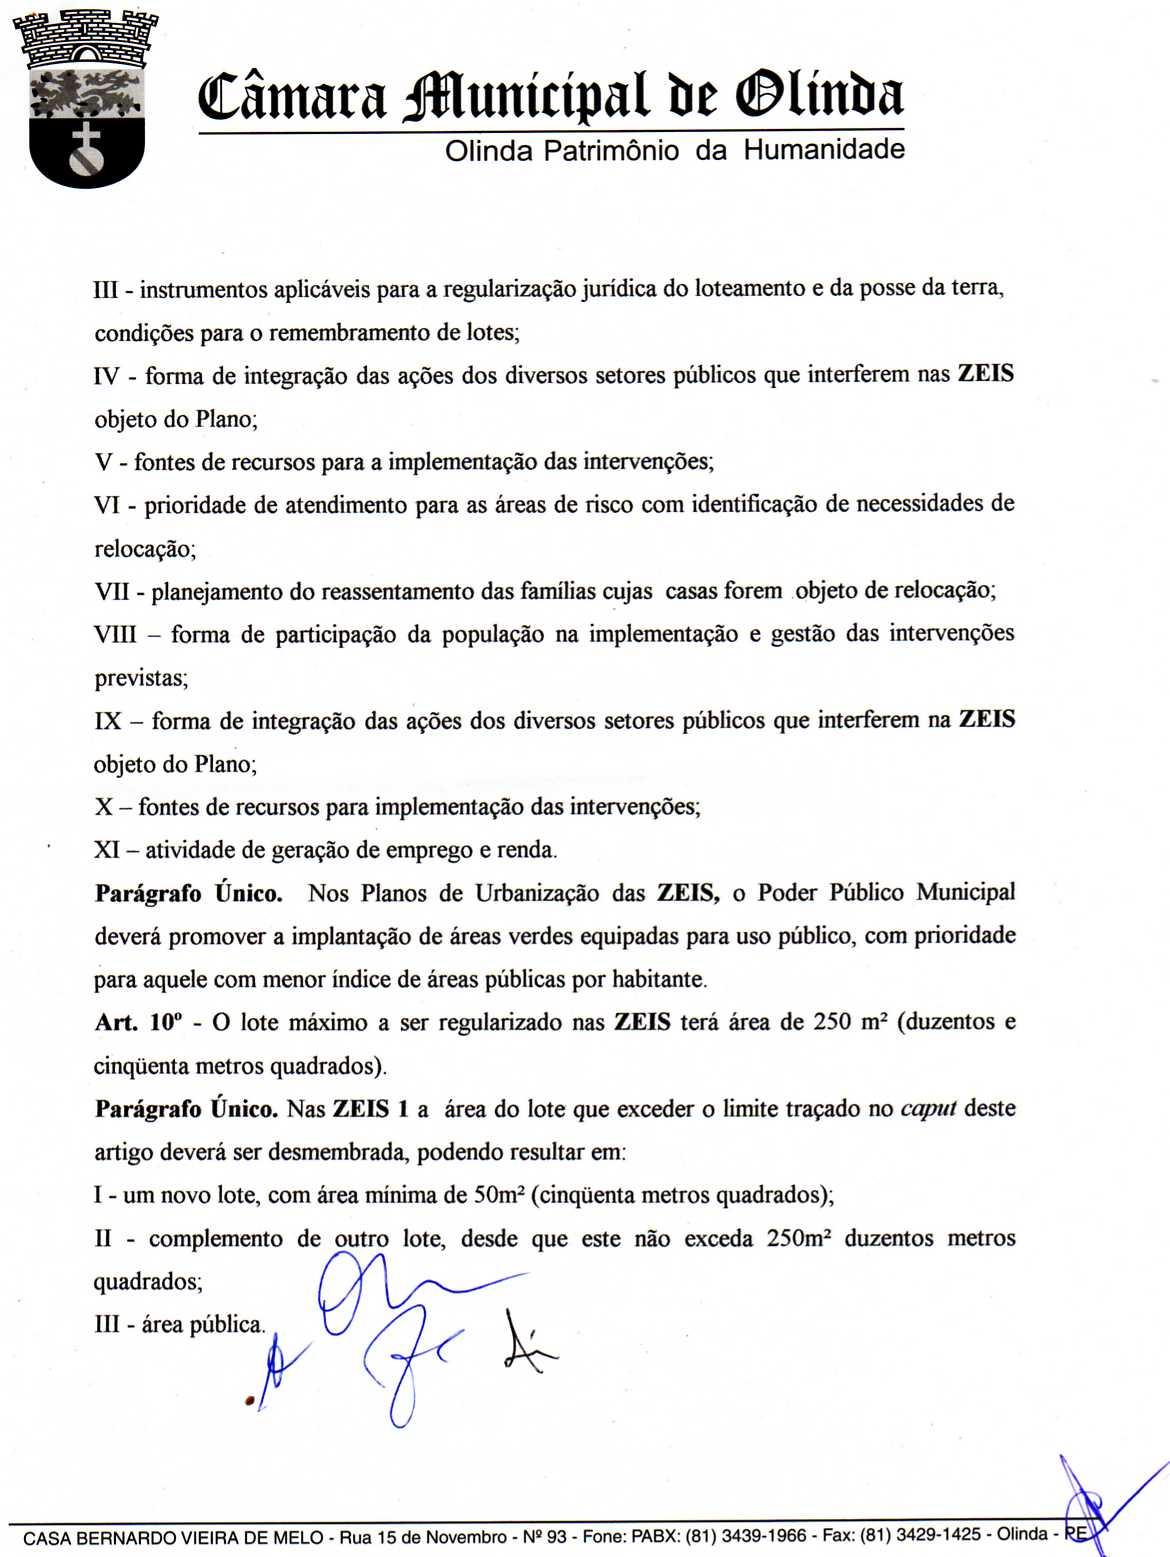 Câmara Municipal de Olinda
Olinda Patrimônio da Humanidade
III - instrumentos aplicáveis para a regularização jurídica do loteamento e da posse da terra,
condições para o remembramento de lotes;
IV - forma de integração das ações dos diversos setores públicos que interferem nas ZEIS
objeto do Plano;
V - fontes de recursos para a implementação das intervenções;
VI - prioridade de atendimento para as áreas de risco com identificação de necessidades de
relocação;
VII - planejamento do reassentamento das famílias cujas casas forem objeto de relocação;
VIII – forma de participação da população na implementação e gestão das intervenções
previstas;
IX – forma de integração das ações dos diversos setores públicos que interferem na ZEIS
objeto do Plano;
X – fontes de recursos para implementação das intervenções;
XI – atividade de geração de emprego e renda.
Parágrafo Único. Nos Planos de Urbanização das ZEIS, o Poder Público Municipal
deverá promover a implantação de áreas verdes equipadas para uso público, com prioridade
para aquele com menor índice de áreas públicas por habitante.
Art. 10º - O lote máximo a ser regularizado nas ZEIS terá área de 250 m² (duzentos e
cinqüenta metros quadrados).
Parágrafo Único. Nas ZEIS 1 a área do lote que exceder o limite traçado no caput deste
artigo deverá ser desmembrada, podendo resultar em:
I - um novo lote, com área mínima de 50m² (cinqüenta metros quadrados);
II - complemento de outro lote, desde que este não exceda 250m² duzentos metros
quadrados;
III - área pública.
CASA BERNARDO VIEIRA DE MELO - Rua 15 de Novembro - Nº 93 - Fone: PABX: (81) 3439-1966 - Fax: (81) 3429-1425 - Olinda - PE